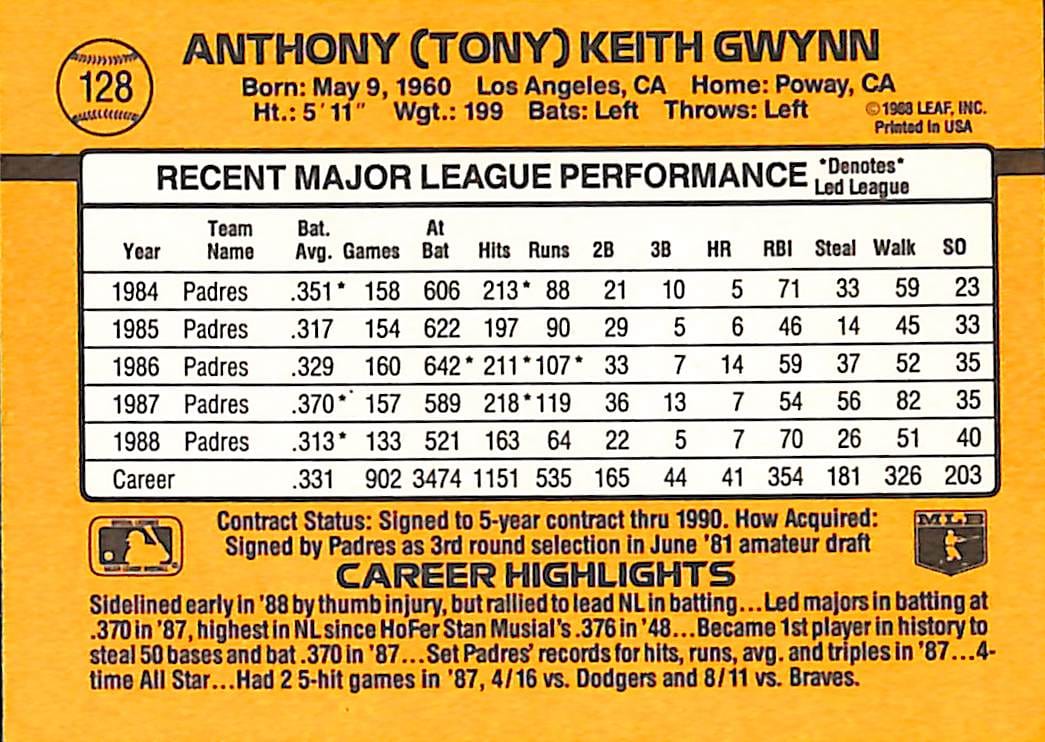 128
ANTHONY (TONY) KEITH GWYNN
Born: May 9, 1960 Los Angeles, CA Home: Poway, CA
Ht.: 5'11" Wgt.: 199 Bats: Left Throws: Left
© 1988 LEAF, INC.
Printed In USA
RECENT MAJOR LEAGUE PERFORMANCE
*Denotes*
Led League
Year Team Name Bat. Avg. Games At Bat Hits Runs 2B 3B HR RBI Steal Walk SO
1984 Padres .351* 158 606 213* 88 21 10 5 71 33 59 23
1985 Padres .317 154 622 197 90 29 5 6 46 14 45 33
1986 Padres .329 160 642* 211* 107* 33 7 14 59 37 52 35
1987 Padres .370* 157 589 218* 119 36 13 7 54 56 82 35
1988 Padres .313* 133 521 163 64 22 5 7 70 26 51 40
Career .331 902 3474 1151 535 165 44 41 354 181 326 203
Contract Status: Signed to 5-year contract thru 1990. How Acquired:
Signed by Padres as 3rd round selection in June '81 amateur draft
MLB
CAREER HIGHLIGHTS
Sidelined early in '88 by thumb injury, but rallied to lead NL in batting...Led majors in batting at
.370 in '87, highest in NL since HoFer Stan Musial's .376 in '48...Became 1st player in history to
steal 50 bases and bat .370 in '87...Set Padres' records for hits, runs, avg. and triples in '87...4-
time All Star...Had 2 5-hit games in '87, 4/16 vs. Dodgers and 8/11 vs. Braves.